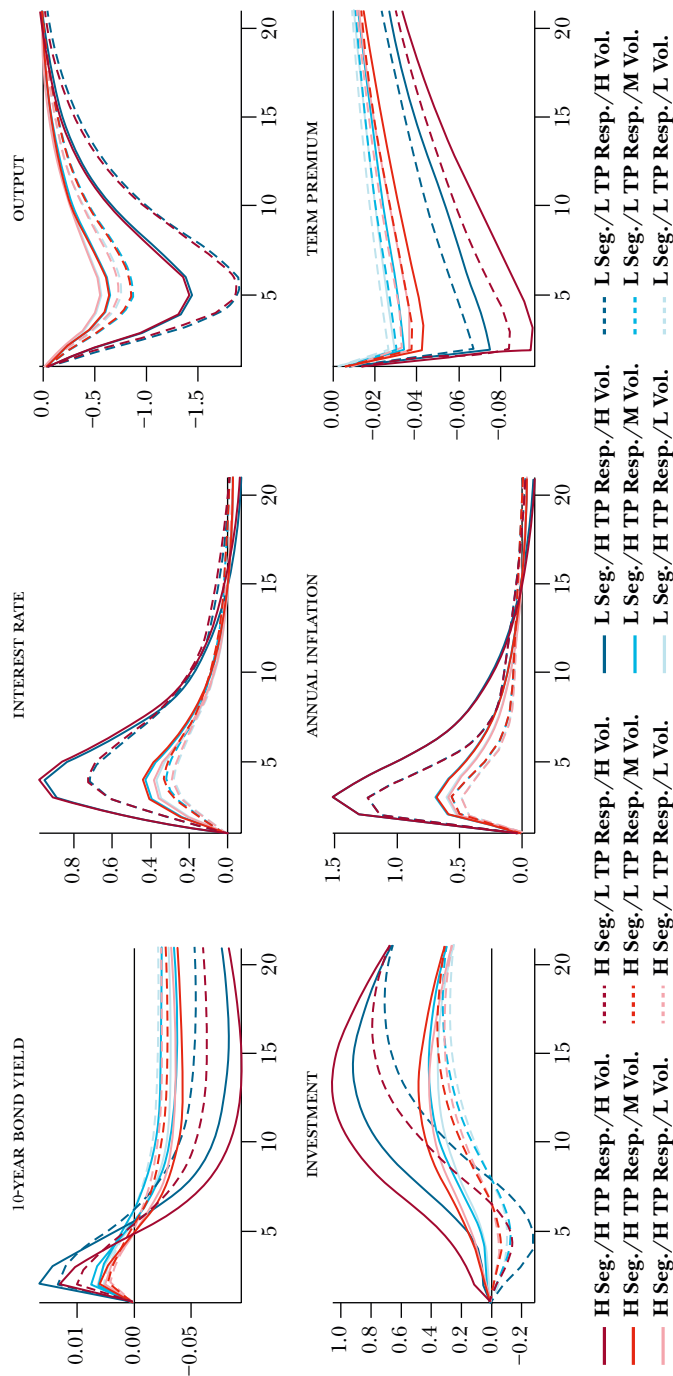 10-YEAR BOND YIELD
0.01
0.00
−0.05
5 10 15 20
INTEREST RATE
0.8
0.6
0.4
0.2
0.0
5 10 15 20
OUTPUT
0.0
−0.5
−1.0
−1.5
5 10 15 20
INVESTMENT
1.0
0.8
0.6
0.4
0.2
0.0
−0.2
5 10 15 20
ANNUAL INFLATION
1.5
1.0
0.5
0.0
5 10 15 20
TERM PREMIUM
0.00
−0.02
−0.04
−0.06
−0.08
5 10 15 20
H Seg./H TP Resp./H Vol. H Seg./L TP Resp./H Vol. L Seg./H TP Resp./H Vol. L Seg./L TP Resp./H Vol.
H Seg./H TP Resp./M Vol. H Seg./L TP Resp./M Vol. L Seg./H TP Resp./M Vol. L Seg./L TP Resp./M Vol.
H Seg./H TP Resp./L Vol. H Seg./L TP Resp./L Vol. L Seg./H TP Resp./L Vol. L Seg./L TP Resp./L Vol.